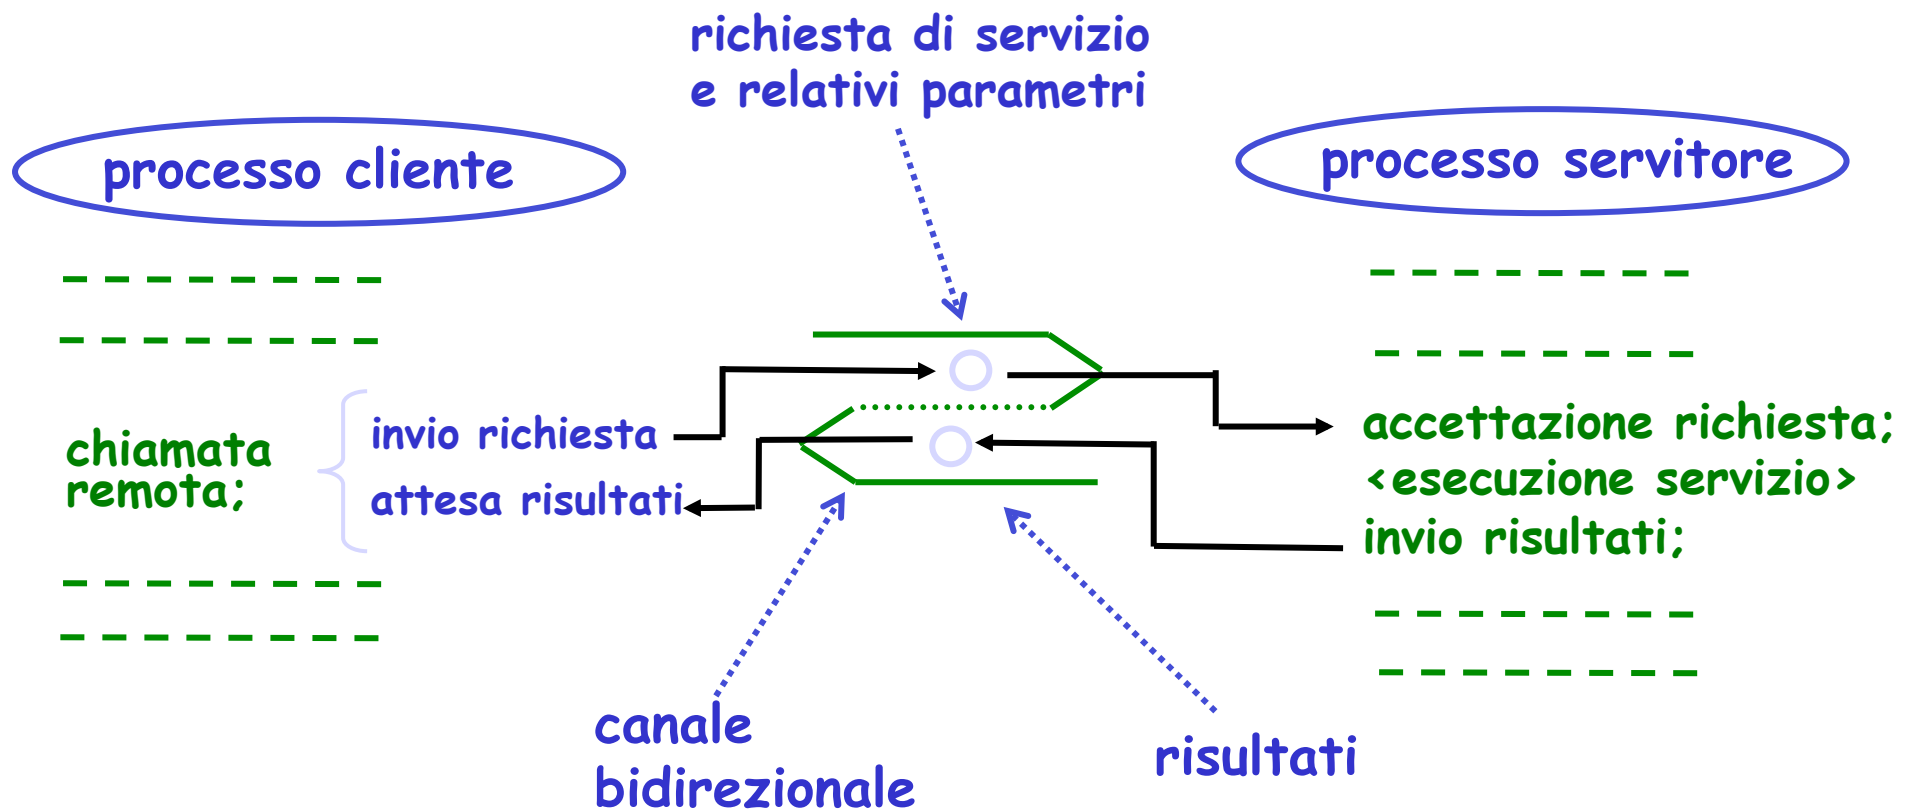 richiesta di servizio
e relativi parametri
processo cliente
processo servitore
chiamata
remota;
invio richiesta
attesa risultati
accettazione richiesta;
<esecuzione servizio>
invio risultati;
canale
bidirezionale
risultati